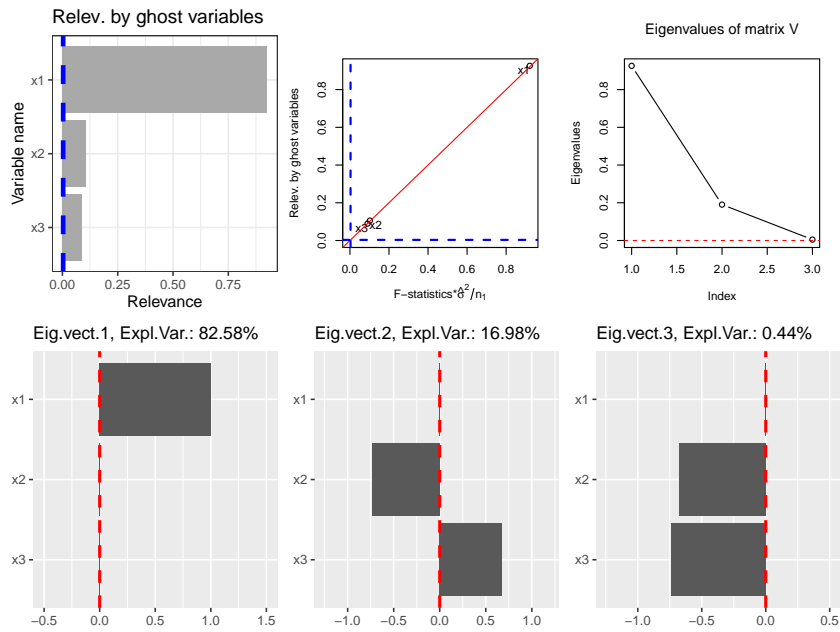 Relev. by ghost variables
Variable name
x1
x2
x3
0.00 0.25 0.50 0.75
Relevance
Relev. by ghost variables
0.0 0.2 0.4 0.6 0.8
x1
x2
x3
0.0 0.2 0.4 0.6 0.8
F−statistics*σ̂²/n₁
Eigenvalues of matrix V
Eigenvalues
0.0 0.2 0.4 0.6 0.8
1.0 1.5 2.0 2.5 3.0
Index
Eig.vect.1, Expl.Var.: 82.58%
x1
x2
x3
−0.5 0.0 0.5 1.0 1.5
Eig.vect.2, Expl.Var.: 16.98%
x1
x2
x3
−1.0 −0.5 0.0 0.5 1.0
Eig.vect.3, Expl.Var.: 0.44%
x1
x2
x3
−1.0 −0.5 0.0 0.5